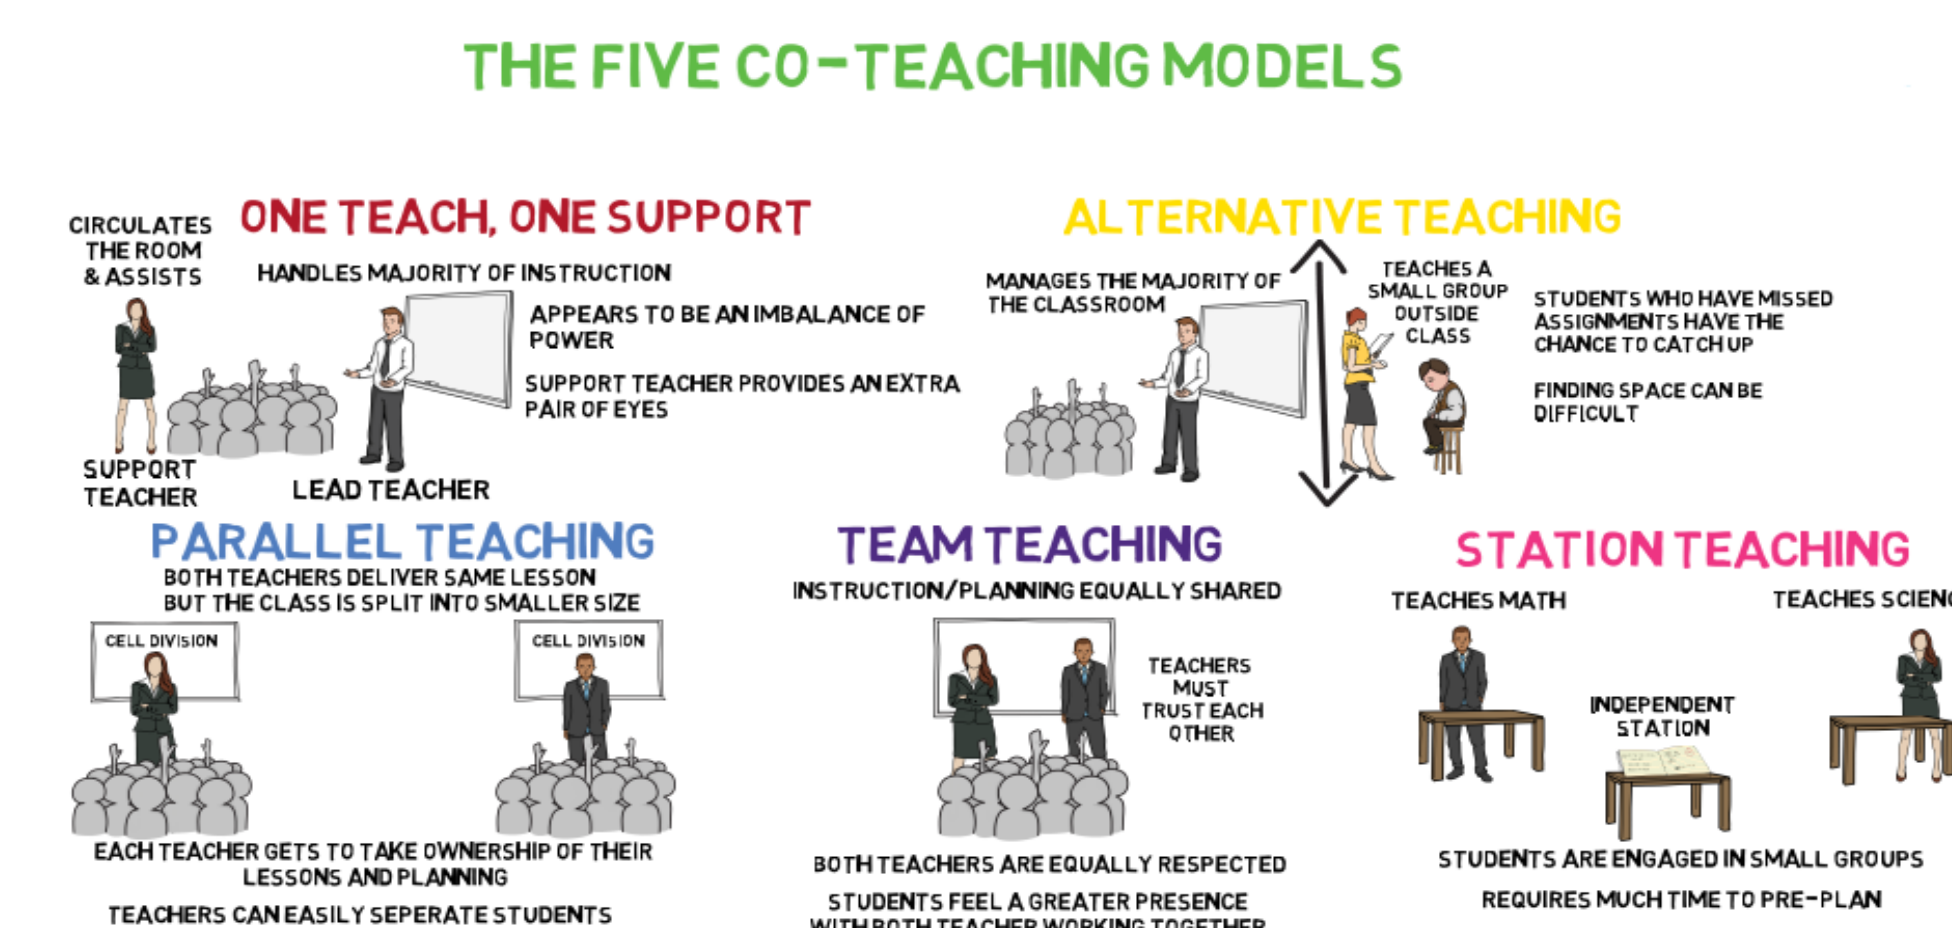 THE FIVE CO-TEACHING MODELS
ONE TEACH, ONE SUPPORT
CIRCULATES
THE ROOM
& ASSISTS
HANDLES MAJORITY OF INSTRUCTION
APPEARS TO BE AN IMBALANCE OF
POWER
SUPPORT TEACHER PROVIDES AN EXTRA
PAIR OF EYES
SUPPORT
TEACHER
LEAD TEACHER
ALTERNATIVE TEACHING
MANAGES THE MAJORITY OF
THE CLASSROOM
TEACHES A
SMALL GROUP
OUTSIDE
CLASS
STUDENTS WHO HAVE MISSED
ASSIGNMENTS HAVE THE
CHANCE TO CATCH UP
FINDING SPACE CAN BE
DIFFICULT
PARALLEL TEACHING
BOTH TEACHERS DELIVER SAME LESSON
BUT THE CLASS IS SPLIT INTO SMALLER SIZE
CELL DIVISION
CELL DIVISION
EACH TEACHER GETS TO TAKE OWNERSHIP OF THEIR
LESSONS AND PLANNING
TEACHERS CAN EASILY SEPERATE STUDENTS
TEAM TEACHING
INSTRUCTION/PLANNING EQUALLY SHARED
TEACHERS
MUST
TRUST EACH
OTHER
BOTH TEACHERS ARE EQUALLY RESPECTED
STUDENTS FEEL A GREATER PRESENCE
WITH BOTH TEACHER WORKING TOGETHER
STATION TEACHING
TEACHES MATH
TEACHES SCIENC
INDEPENDENT
STATION
STUDENTS ARE ENGAGED IN SMALL GROUPS
REQUIRES MUCH TIME TO PRE-PLAN